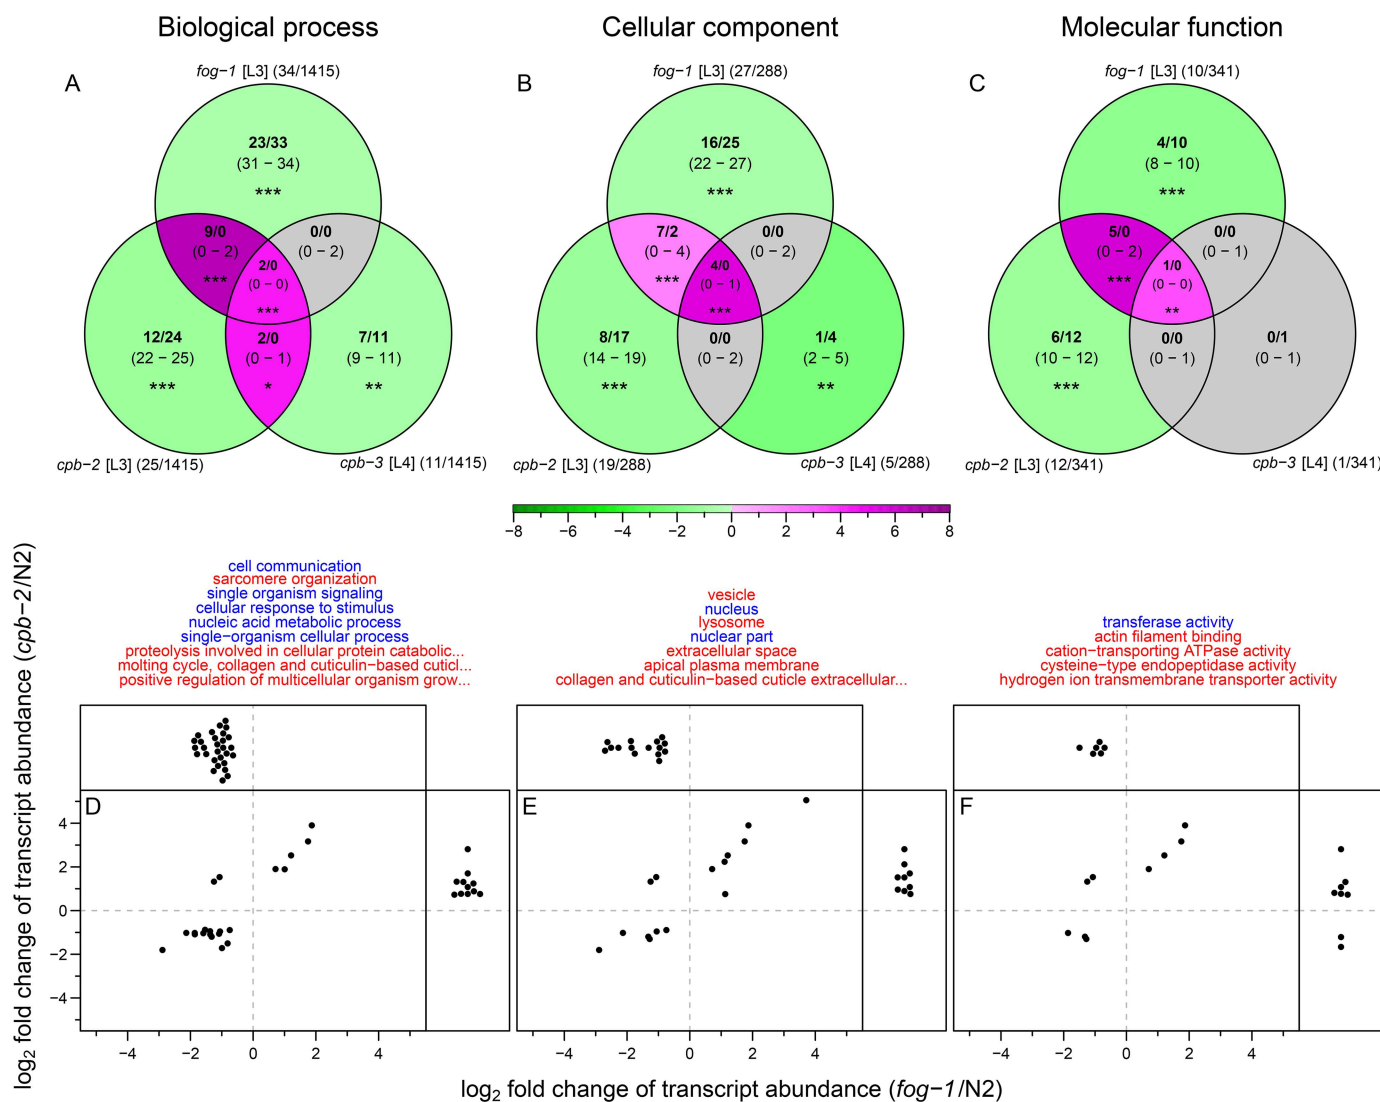 Biological process
Cellular component
Molecular function
A
fog−1 [L3] (34/1415)
23/33
(31 − 34)
***
9/0
(0 − 2)
***
0/0
(0 − 2)
2/0
(0 − 0)
***
12/24
(22 − 25)
***
2/0
(0 − 1)
*
7/11
(9 − 11)
**
cpb−2 [L3] (25/1415)
cpb−3 [L4] (11/1415)
B
fog−1 [L3] (27/288)
16/25
(22 − 27)
***
7/2
(0 − 4)
***
0/0
(0 − 2)
4/0
(0 − 1)
***
8/17
(14 − 19)
***
0/0
(0 − 2)
1/4
(2 − 5)
**
cpb−2 [L3] (19/288)
cpb−3 [L4] (5/288)
C
fog−1 [L3] (10/341)
4/10
(8 − 10)
***
5/0
(0 − 2)
***
0/0
(0 − 1)
1/0
(0 − 0)
**
6/12
(10 − 12)
***
0/0
(0 − 1)
0/1
(0 − 1)
cpb−2 [L3] (12/341)
cpb−3 [L4] (1/341)
−8 −6 −4 −2 0 2 4 6 8
cell communication
sarcomere organization
single organism signaling
cellular response to stimulus
nucleic acid metabolic process
single−organism cellular process
proteolysis involved in cellular protein catabolic...
molting cycle, collagen and cuticulin−based cuticl...
positive regulation of multicellular organism grow...
vesicle
nucleus
lysosome
nuclear part
extracellular space
apical plasma membrane
collagen and cuticulin−based cuticle extracellular...
transferase activity
actin filament binding
cation−transporting ATPase activity
cysteine−type endopeptidase activity
hydrogen ion transmembrane transporter activity
log2 fold change of transcript abundance (cpb−2/N2)
D
E
F
4
2
0
−2
−4
−4 −2 0 2 4
−4 −2 0 2 4
−4 −2 0 2 4
log2 fold change of transcript abundance (fog−1/N2)